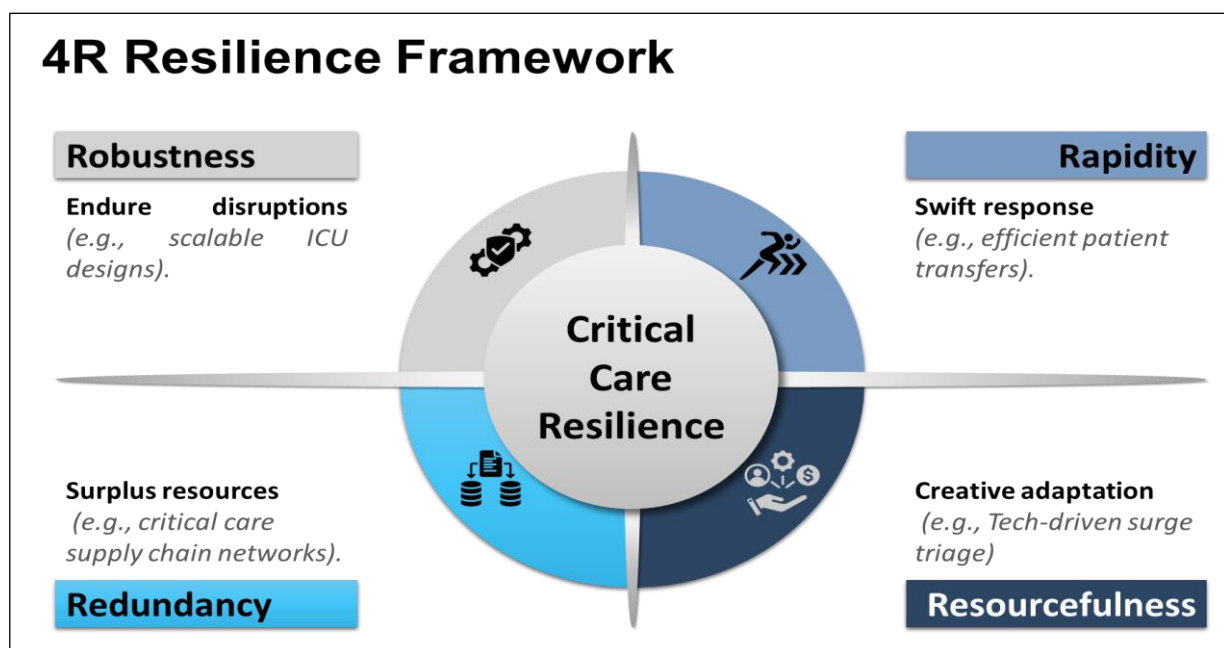 4R Resilience Framework
Robustness
Endure disruptions
(e.g., scalable ICU
designs).
Rapidity
Swift response
(e.g., efficient patient
transfers).
Critical
Care
Resilience
Surplus resources
(e.g., critical care
supply chain networks).
Redundancy
Creative adaptation
(e.g., Tech-driven surge
triage)
Resourcefulness
$